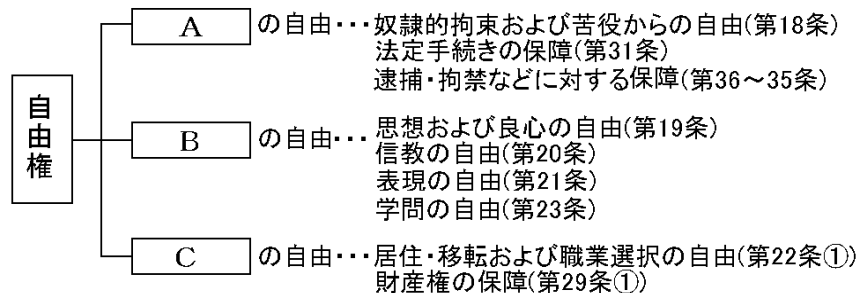 自由権
A の自由・・・奴隷的拘束および苦役からの自由(第18条)
法定手続きの保障(第31条)
逮捕・拘禁などに対する保障(第36～35条)
B の自由・・・思想および良心の自由(第19条)
信教の自由(第20条)
表現の自由(第21条)
学問の自由(第23条)
C の自由・・・居住・移転および職業選択の自由(第22条①)
財産権の保障(第29条①)